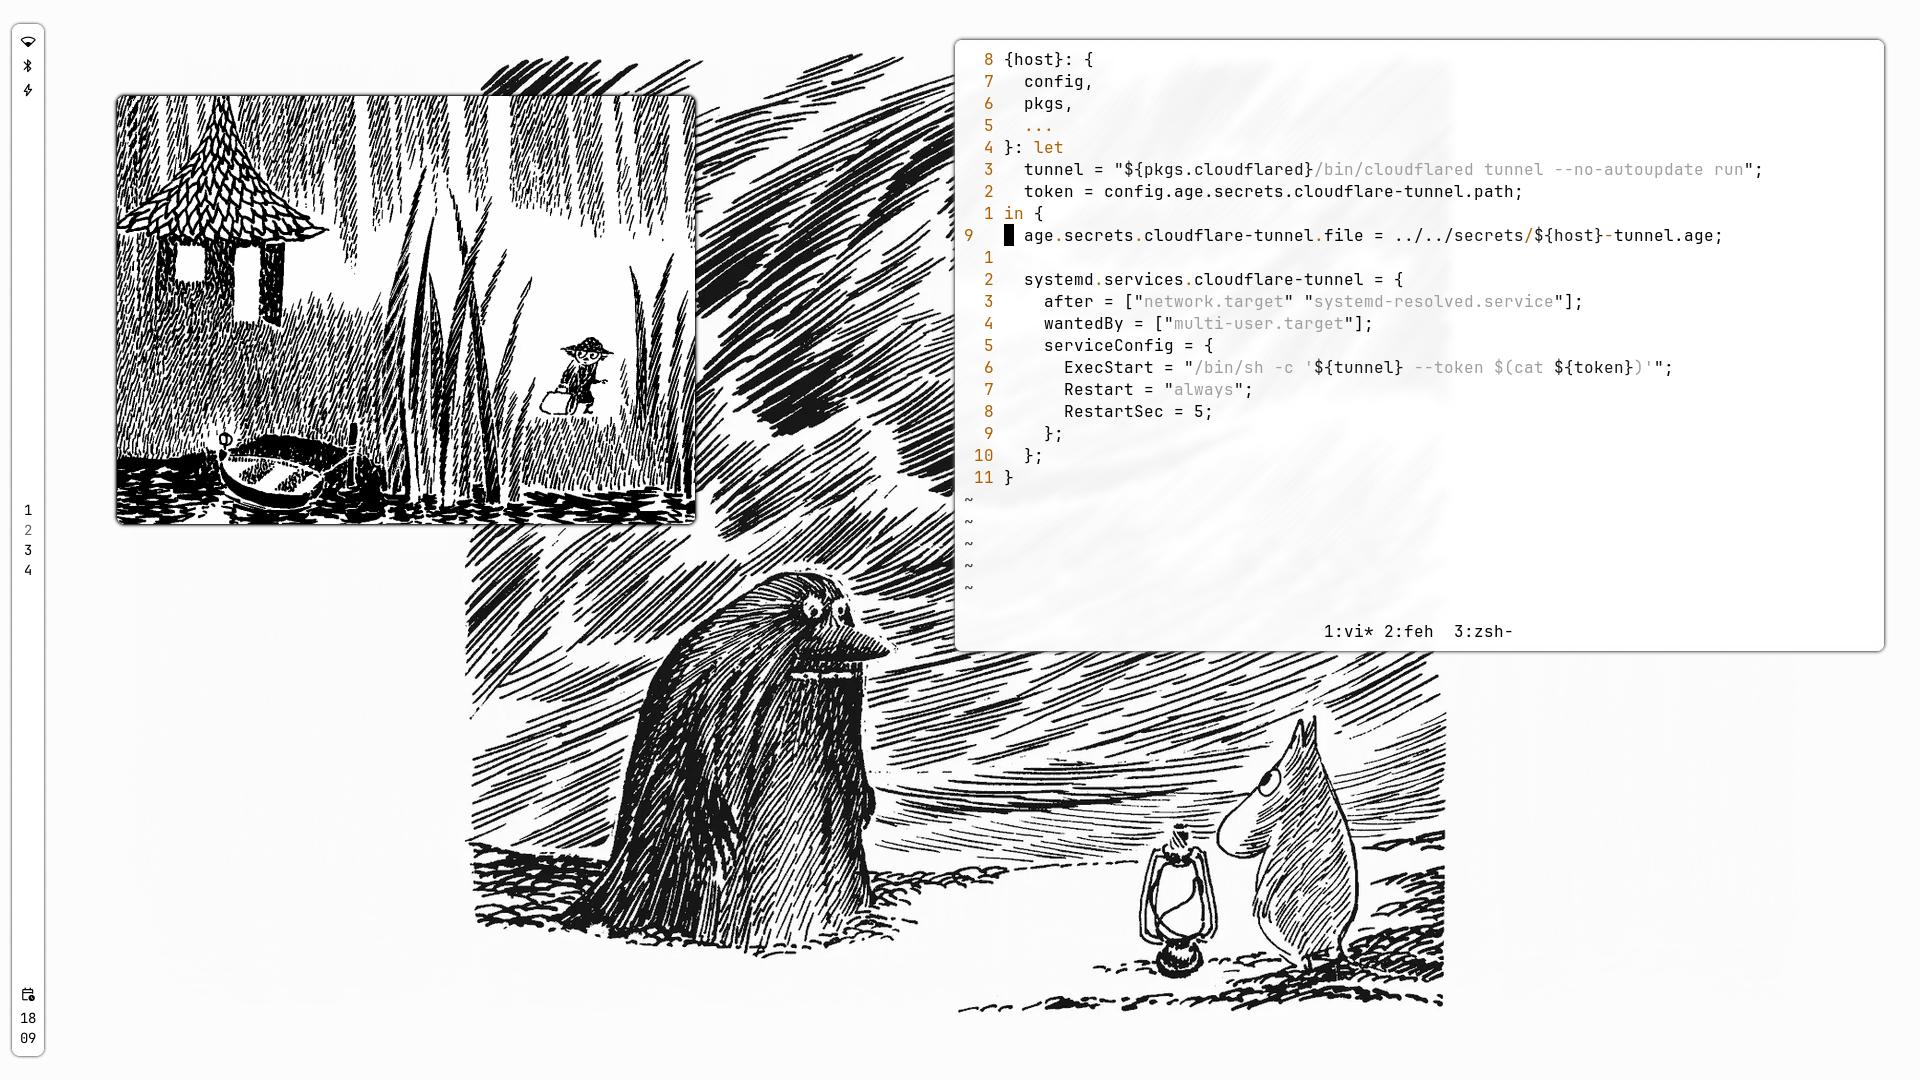 1
2
3
4
18
09
8 {host}: {
7   config,
6   pkgs,
5   ...
4 }: let
3   tunnel = "${pkgs.cloudflared}/bin/cloudflared tunnel --no-autoupdate run";
2   token = config.age.secrets.cloudflare-tunnel.path;
1 in {
9   age.secrets.cloudflare-tunnel.file = ../../secrets/${host}-tunnel.age;
1
2   systemd.services.cloudflare-tunnel = {
3     after = ["network.target" "systemd-resolved.service"];
4     wantedBy = ["multi-user.target"];
5     serviceConfig = {
6       ExecStart = "/bin/sh -c '${tunnel} --token $(cat ${token})'";
7       Restart = "always";
8       RestartSec = 5;
9     };
10   };
11 }
~
~
~
~
~
1:vi* 2:feh  3:zsh-